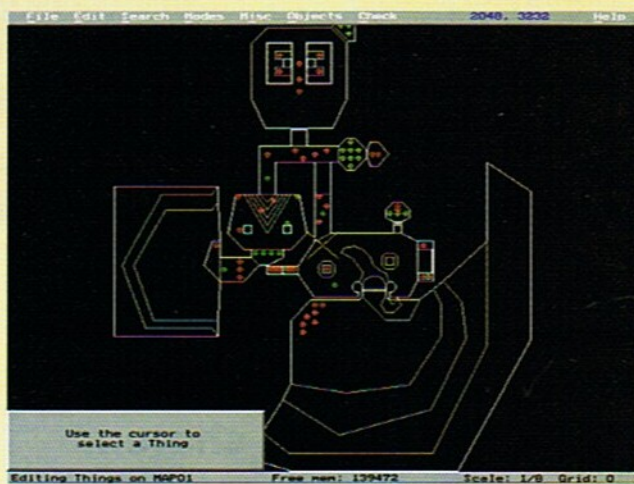 File Edit Search Modes Misc Objects Check 2048, 3232 Help
Use the cursor to
select a Thing
Editing Things on MAP01 Free mem: 139472 Scale: 1/8 Grid: 0